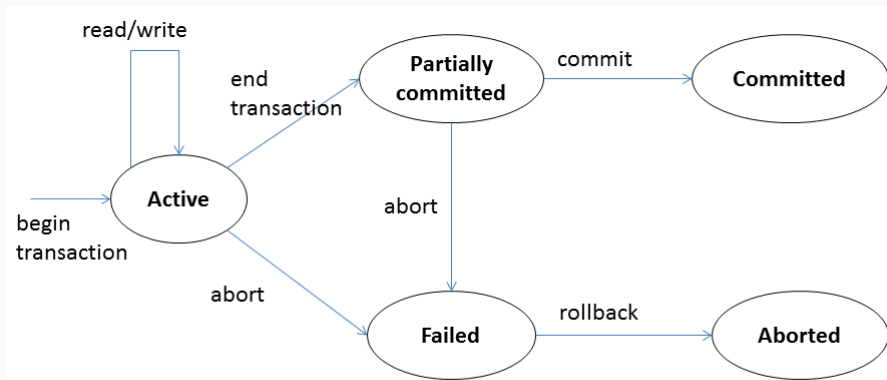 read/write
end
transaction
Partially
committed
commit
Committed
Active
begin
transaction
abort
abort
Failed
rollback
Aborted